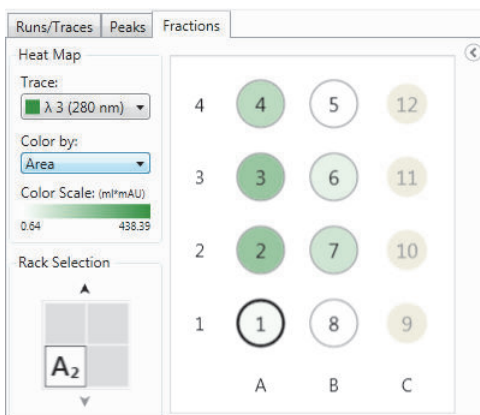 Runs/Traces Peaks Fractions
Heat Map
Trace:
λ 3 (280 nm)
Color by:
Area
Color Scale: (ml*mAU)
0.64 438.39
Rack Selection
A₂
4 4 5 12
3 3 6 11
2 2 7 10
1 1 8 9
A B C